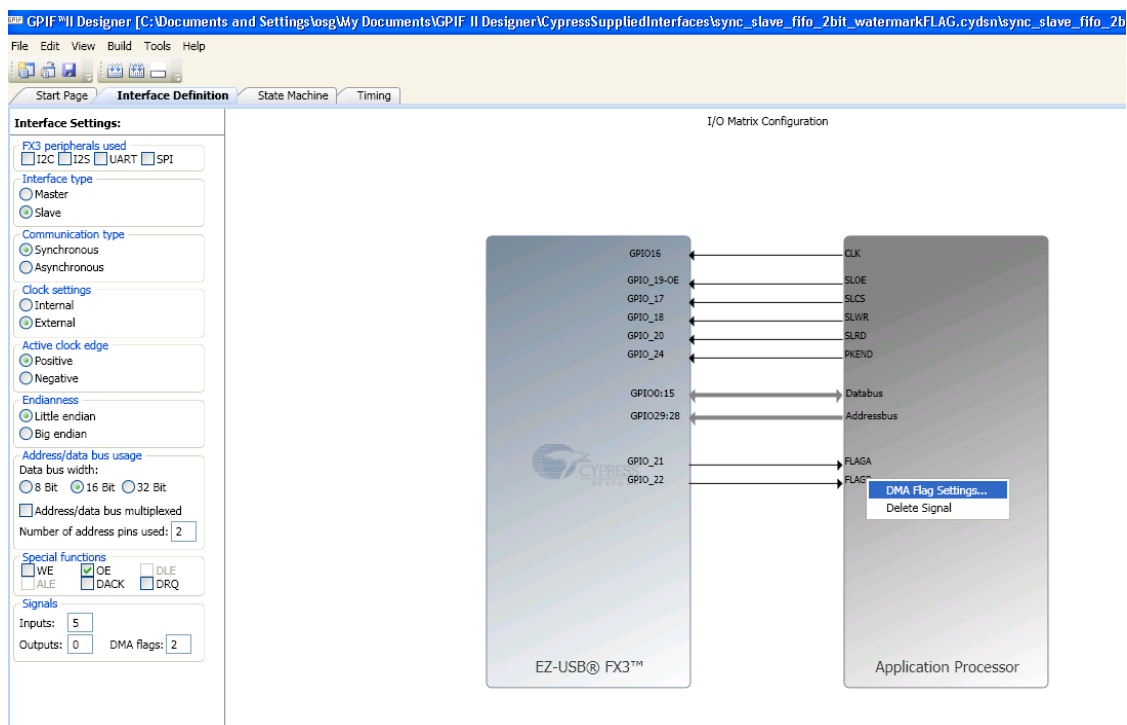 GPIF™II Designer [C:\Documents and Settings\osg\My Documents\GPIF II Designer\CypressSuppliedInterfaces\sync_slave_fifo_2bit_watermarkFLAG.cydsn\sync_slave_fifo_2b
File Edit View Build Tools Help
Start Page Interface Definition State Machine Timing
Interface Settings:
FX3 peripherals used
I2C I2S UART SPI
Interface type
Master
Slave
Communication type
Synchronous
Asynchronous
Clock settings
Internal
External
Active clock edge
Positive
Negative
Endianness
Little endian
Big endian
Address/data bus usage
Data bus width:
8 Bit 16 Bit 32 Bit
Address/data bus multiplexed
Number of address pins used: 2
Special functions
WE OE DLE
ALE DACK DRQ
Signals
Inputs: 5
Outputs: 0 DMA flags: 2
I/O Matrix Configuration
GPIO16 CLK
GPIO_19-OE SLOE
GPIO_17 SLCS
GPIO_18 SLWR
GPIO_20 SLRD
GPIO_24 PKEND
GPIO0:15 Databus
GPIO29:28 Addressbus
GPIO_21 FLAGA
CYPRESS
GPIO_22
DMA Flag Settings...
Delete Signal
EZ-USB® FX3™ Application Processor